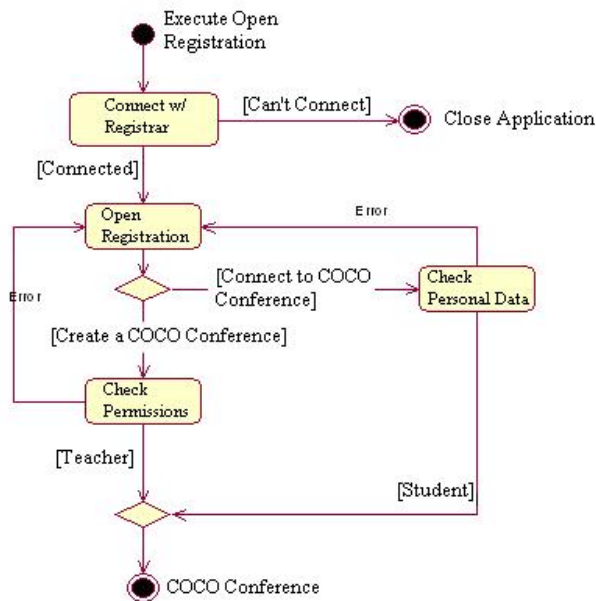 Execute Open
Registration
Connect w/
Registrar
[Can't Connect]
Close Application
[Connected]
Open
Registration
Error
[Connect to COCO
Conference]
Check
Personal Data
Error
[Create a COCO Conference]
Check
Permissions
[Teacher]
[Student]
COCO Conference